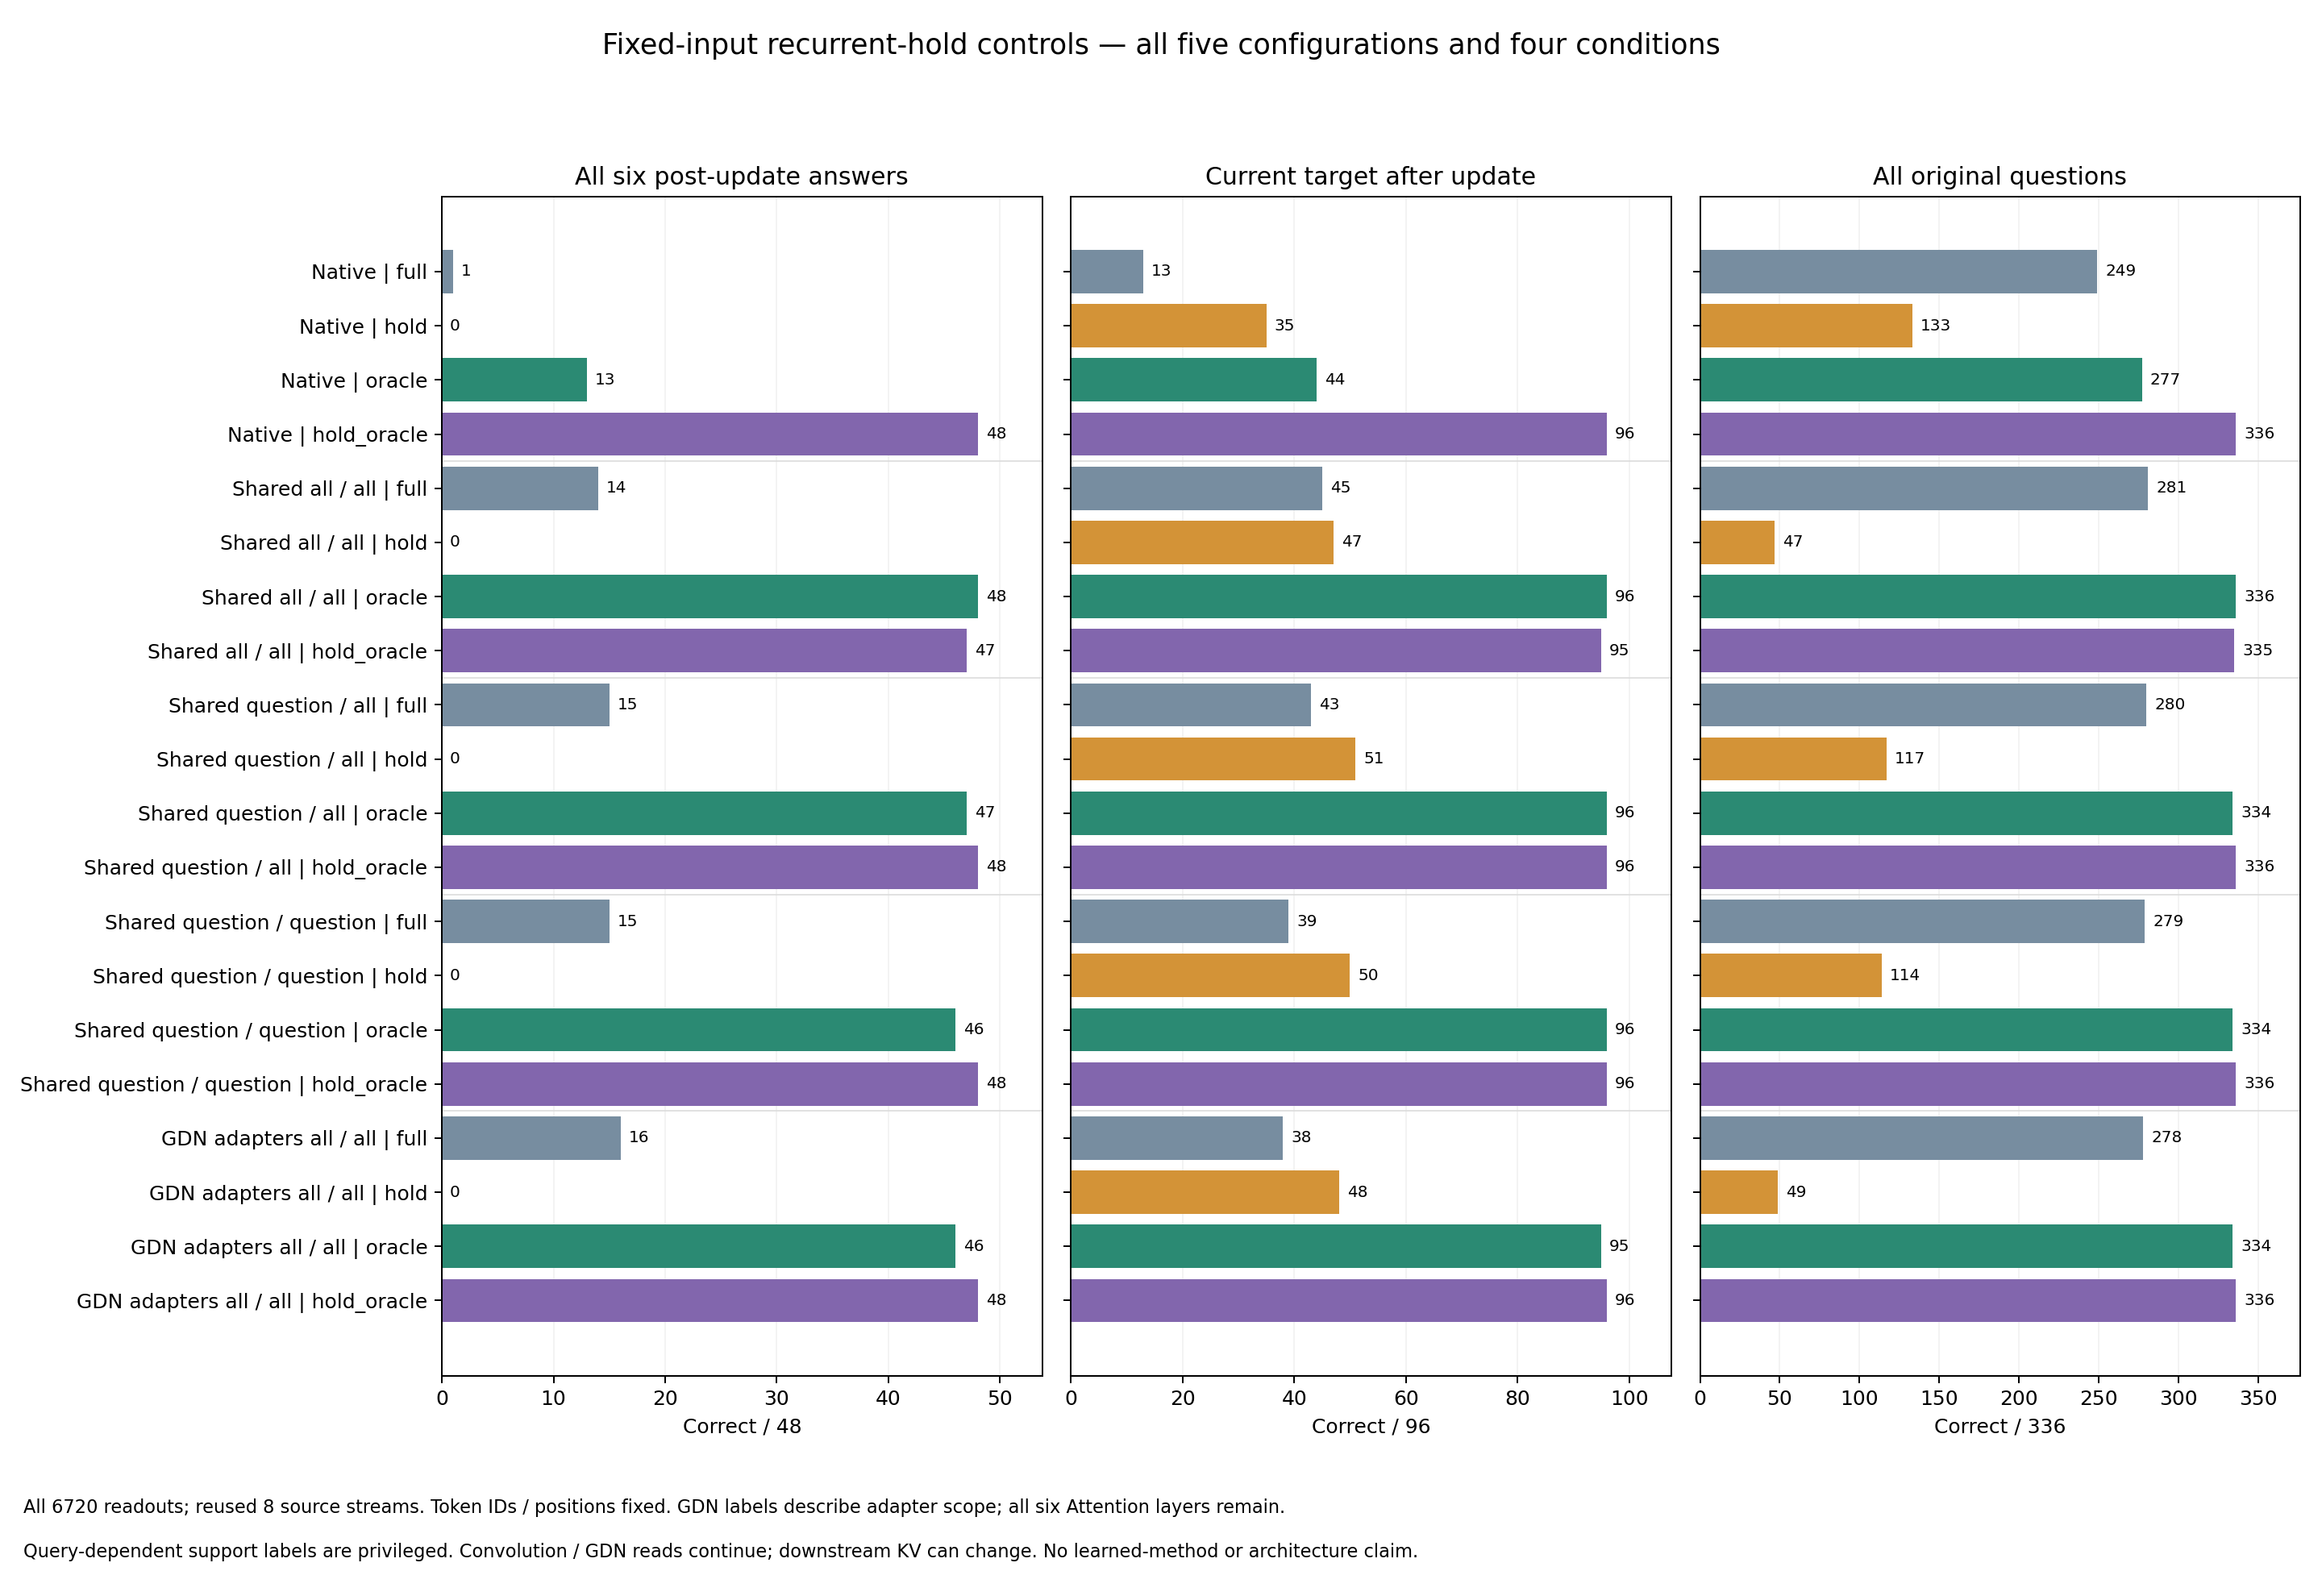 Fixed-input recurrent-hold controls — all five configurations and four conditions
All six post-update answers
Current target after update
All original questions
Native | full 1 13 249
Native | hold 0 35 133
Native | oracle 13 44 277
Native | hold_oracle 48 96 336
Shared all / all | full 14 45 281
Shared all / all | hold 0 47 47
Shared all / all | oracle 48 96 336
Shared all / all | hold_oracle 47 95 335
Shared question / all | full 15 43 280
Shared question / all | hold 0 51 117
Shared question / all | oracle 47 96 334
Shared question / all | hold_oracle 48 96 336
Shared question / question | full 15 39 279
Shared question / question | hold 0 50 114
Shared question / question | oracle 46 96 334
Shared question / question | hold_oracle 48 96 336
GDN adapters all / all | full 16 38 278
GDN adapters all / all | hold 0 48 49
GDN adapters all / all | oracle 46 95 334
GDN adapters all / all | hold_oracle 48 96 336
0 10 20 30 40 50
0 20 40 60 80 100
0 50 100 150 200 250 300 350
Correct / 48
Correct / 96
Correct / 336
All 6720 readouts; reused 8 source streams. Token IDs / positions fixed. GDN labels describe adapter scope; all six Attention layers remain.
Query-dependent support labels are privileged. Convolution / GDN reads continue; downstream KV can change. No learned-method or architecture claim.